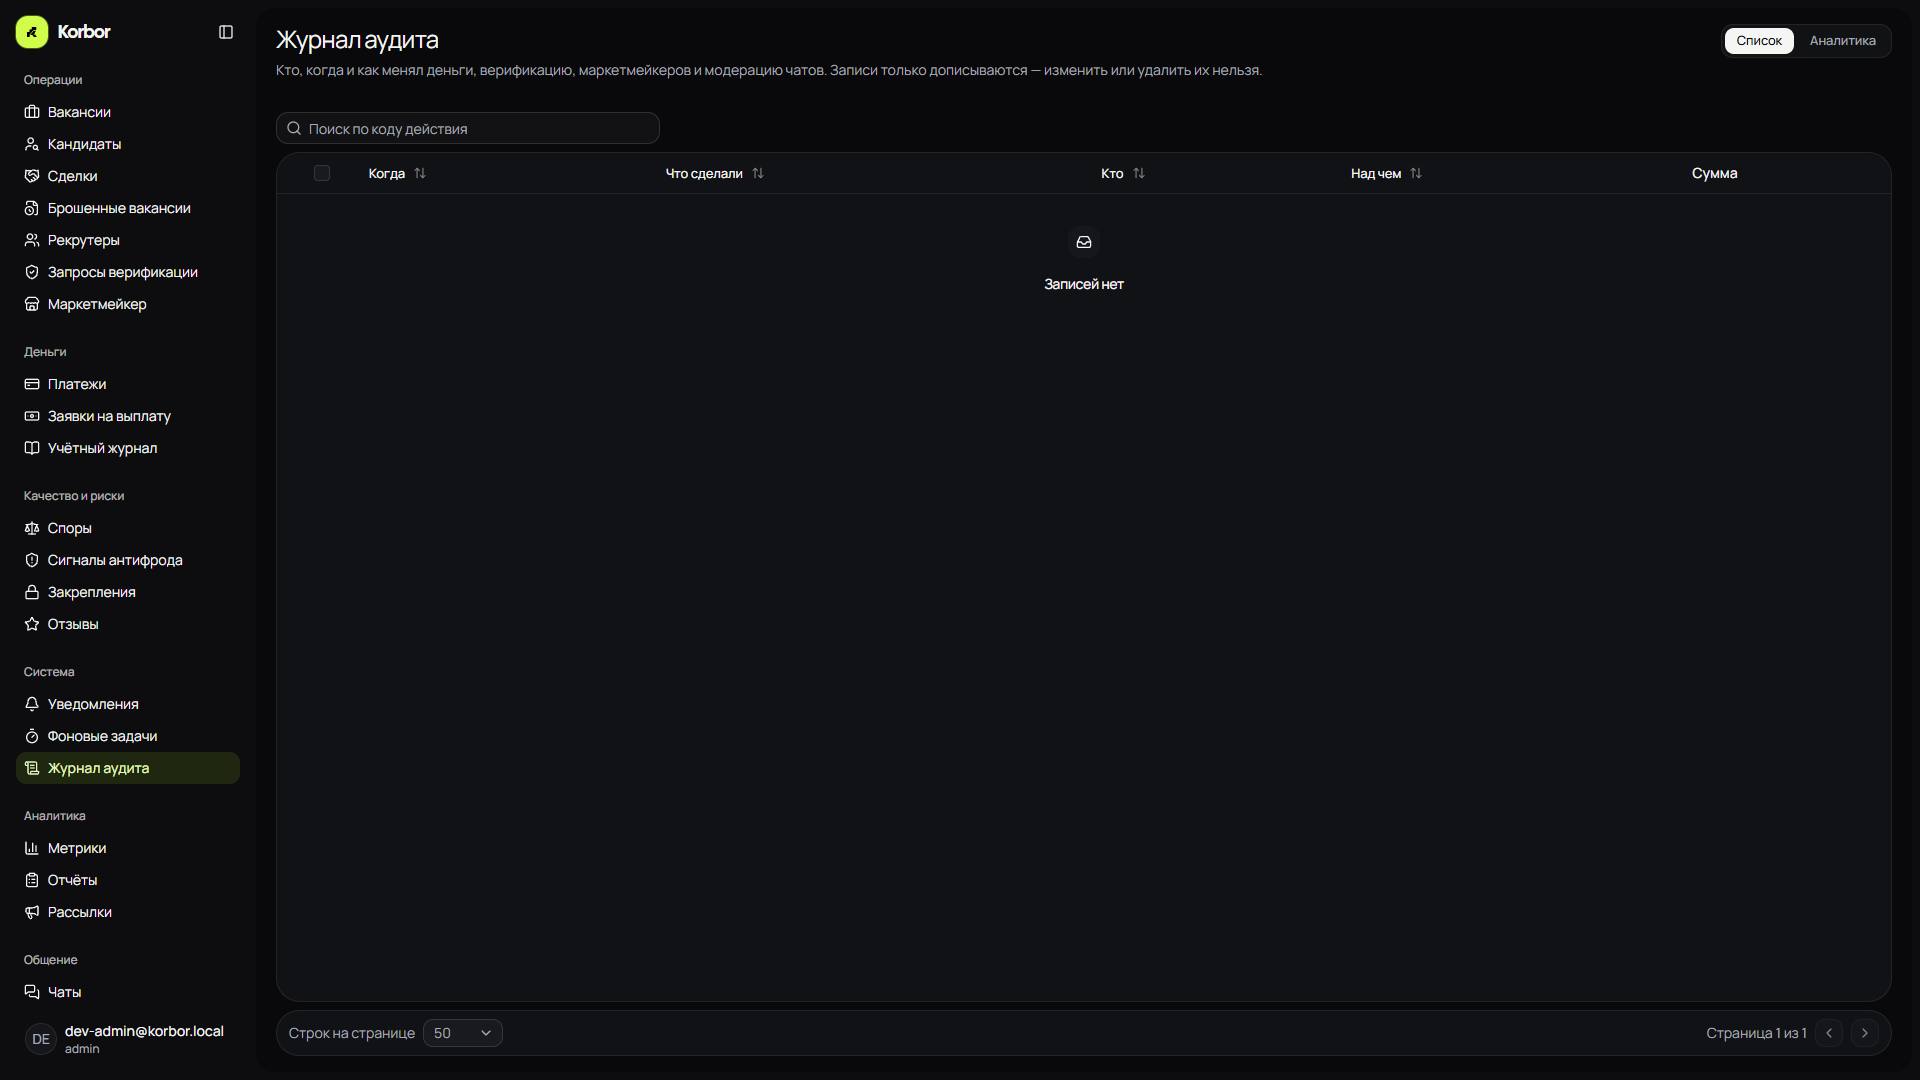 Korbor
Операции
Вакансии
Кандидаты
Сделки
Брошенные вакансии
Рекрутеры
Запросы верификации
Маркетмейкер
Деньги
Платежи
Заявки на выплату
Учётный журнал
Качество и риски
Споры
Сигналы антифрода
Закрепления
Отзывы
Система
Уведомления
Фоновые задачи
Журнал аудита
Аналитика
Метрики
Отчёты
Рассылки
Общение
Чаты
DE
dev-admin@korbor.local
admin
Журнал аудита
Кто, когда и как менял деньги, верификацию, маркетмейкеров и модерацию чатов. Записи только дописываются — изменить или удалить их нельзя.
Список Аналитика
Поиск по коду действия
Когда Что сделали Кто Над чем Сумма
Записей нет
Строк на странице 50
Страница 1 из 1